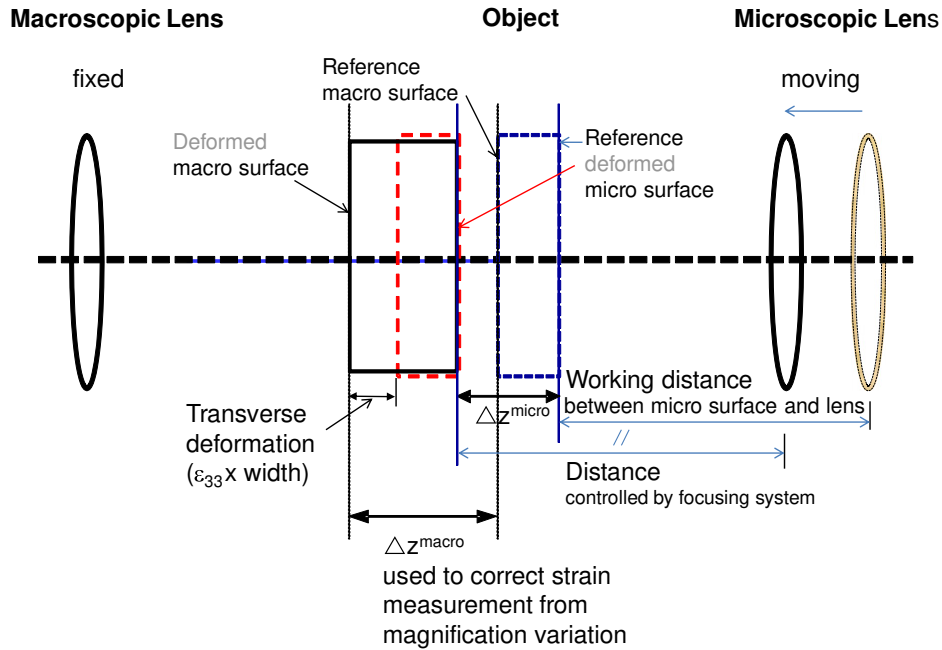 Macroscopic Lens
Object
Microscopic Lens
fixed
Reference
macro surface
moving
Deformed
macro surface
Reference
deformed
micro surface
Transverse
deformation
(ε33 x width)
△z^micro
Working distance
between micro surface and lens
//
Distance
controlled by focusing system
△z^macro
used to correct strain
measurement from
magnification variation